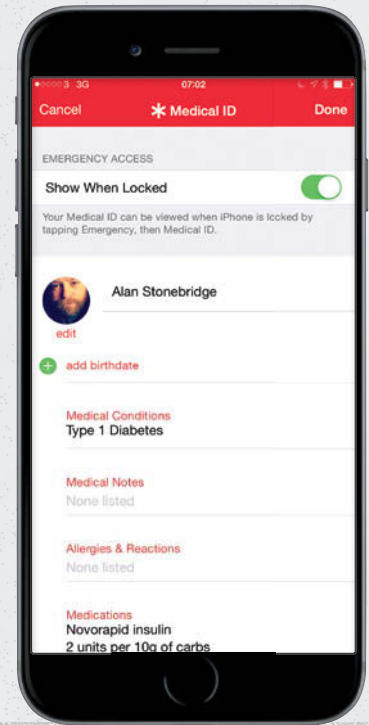 3 3G 07:02
Cancel Medical ID Done
EMERGENCY ACCESS
Show When Locked
Your Medical ID can be viewed when iPhone is locked by
tapping Emergency, then Medical ID.
Alan Stonebridge
edit
add birthdate
Medical Conditions
Type 1 Diabetes
Medical Notes
None listed
Allergies & Reactions
None listed
Medications
Novorapid insulin
2 units per 10g of carbs